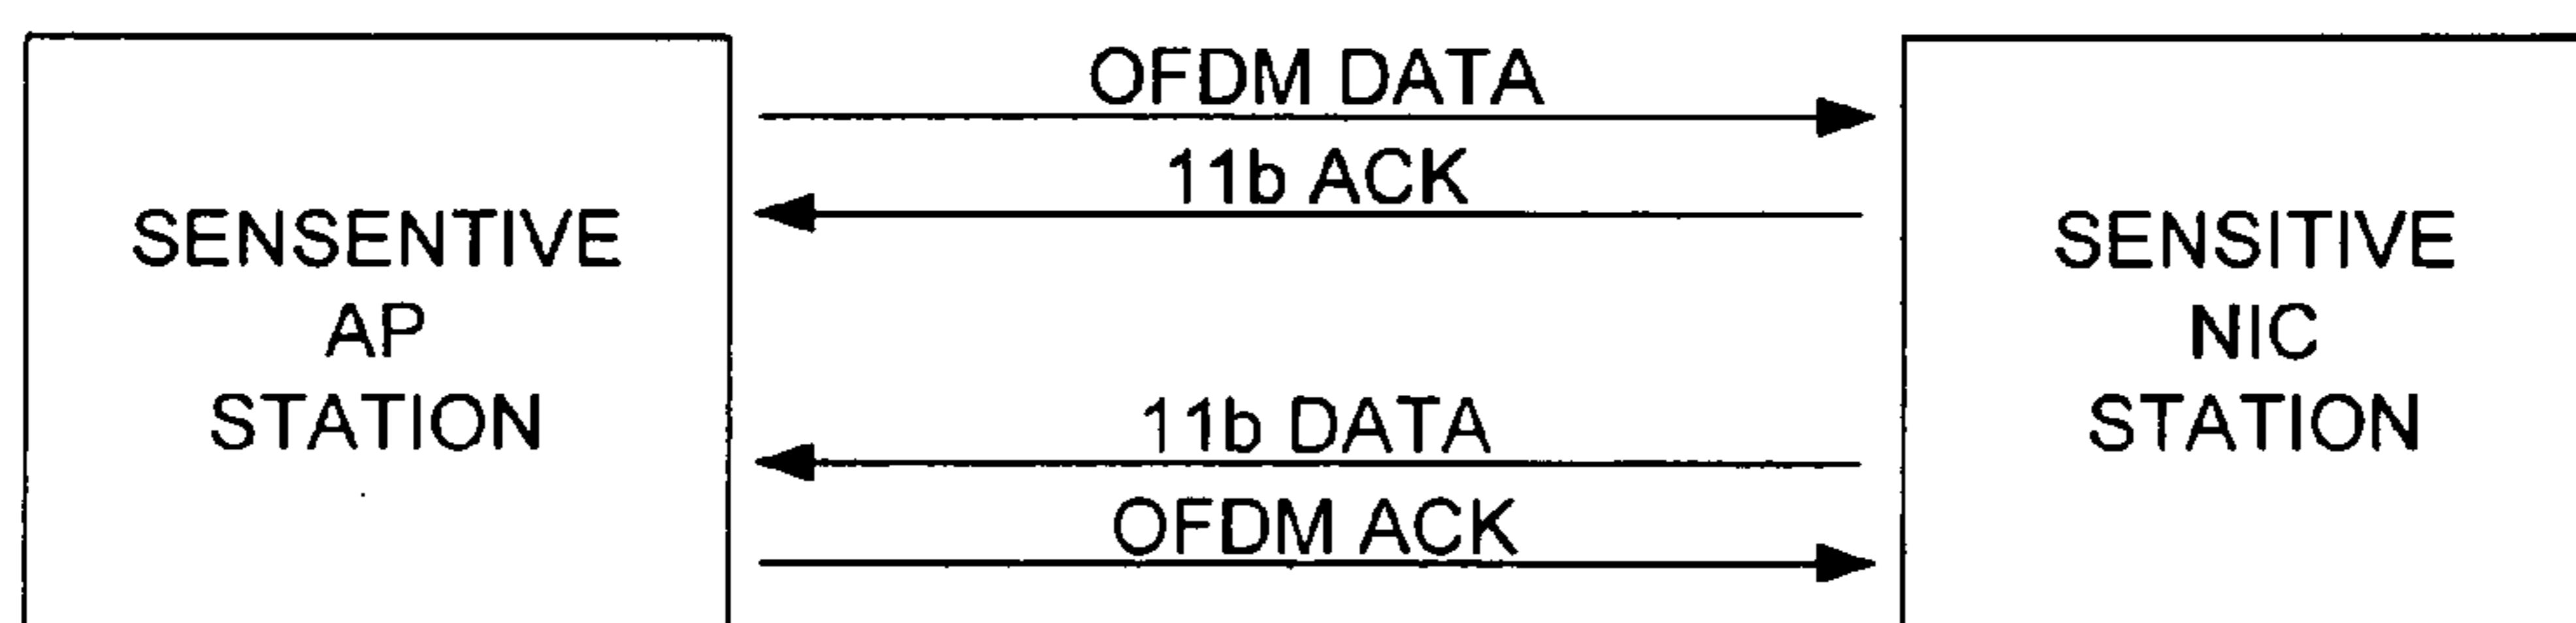 SENSENTIVE
AP
STATION
OFDM DATA
11b ACK
11b DATA
OFDM ACK
SENSITIVE
NIC
STATION